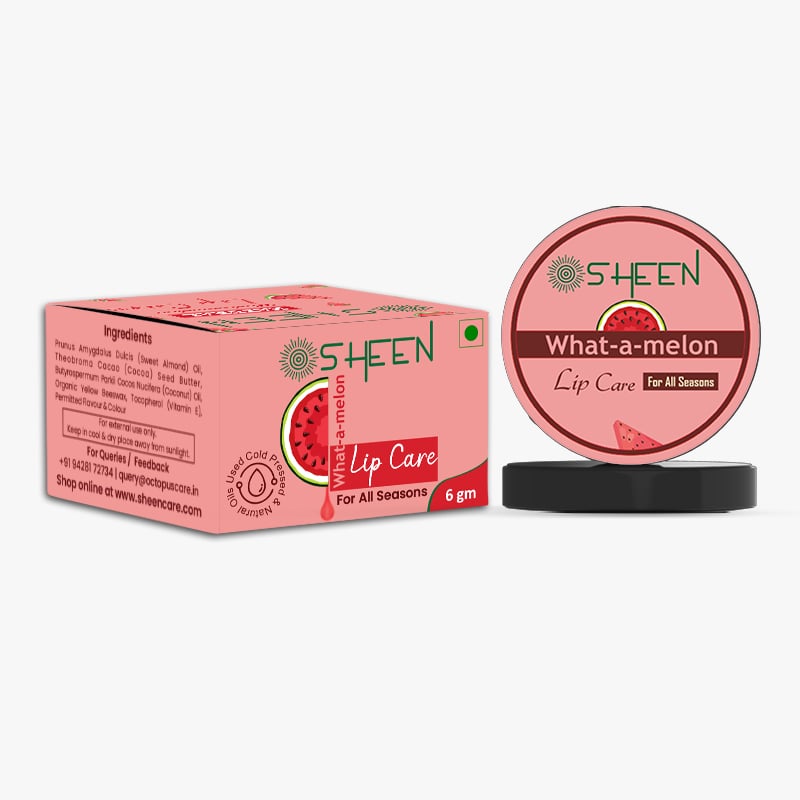 Ingredients
Prunus Amygdalus Dulcis (Sweet Almond) Oil,
Theobroma Cacao (Cocoa) Seed Butter,
Butyrospermum Parkii Cocos Nucifera (Coconut) Oil,
Organic Yellow Beeswax, Tocopherol (Vitamin E),
Permitted Flavour & Colour
For external use only.
Keep in cool & dry place away from sunlight.
For Queries / Feedback
+91 94281 72734 | query@octopuscare.in
Shop online at www.sheencare.com
SHEEN
What-a-melon
Lip Care
For All Seasons
6 gm
Oils Used Cold Pressed & Natural
SHEEN
What-a-melon
Lip Care
For All Seasons